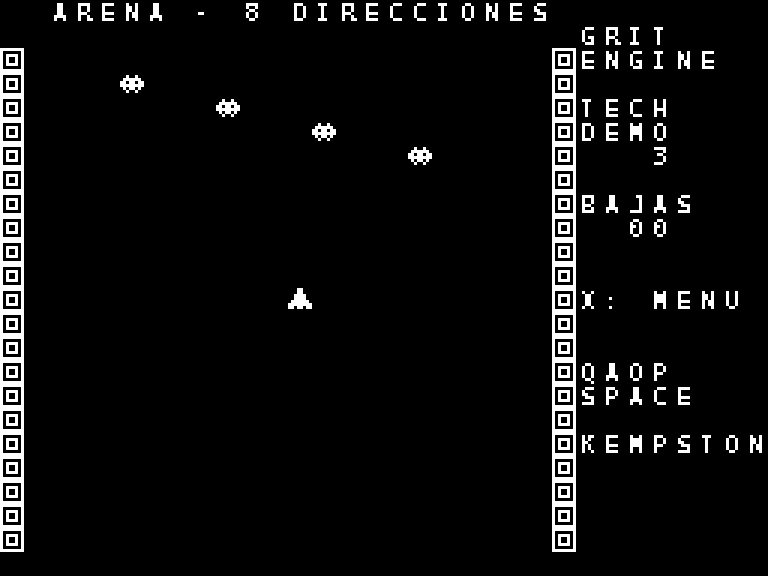 ARENA - 8 DIRECCIONES
GRIT
ENGINE
TECH
DEMO
3
BAJAS
00
X: MENU
QAOP
SPACE
KEMPSTON